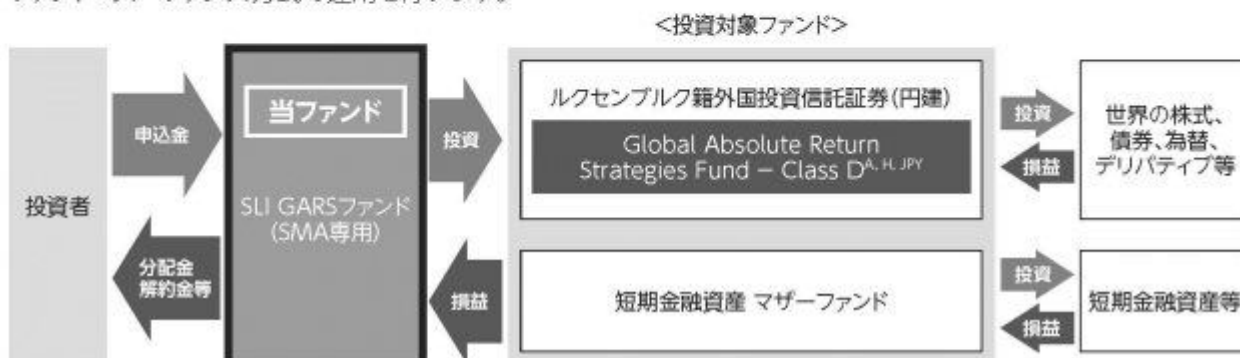 <投資対象ファンド>
投資者
申込金
分配金
解約金等
当ファンド
SLI GARSファンド
(SMA専用)
投資
損益
ルクセンブルク籍外国投資信託証券(円建)
Global Absolute Return
Strategies Fund – Class D^A, H, JPY
短期金融資産 マザーファンド
投資
損益
世界の株式、
債券、為替、
デリバティブ等
投資
損益
短期金融資産等